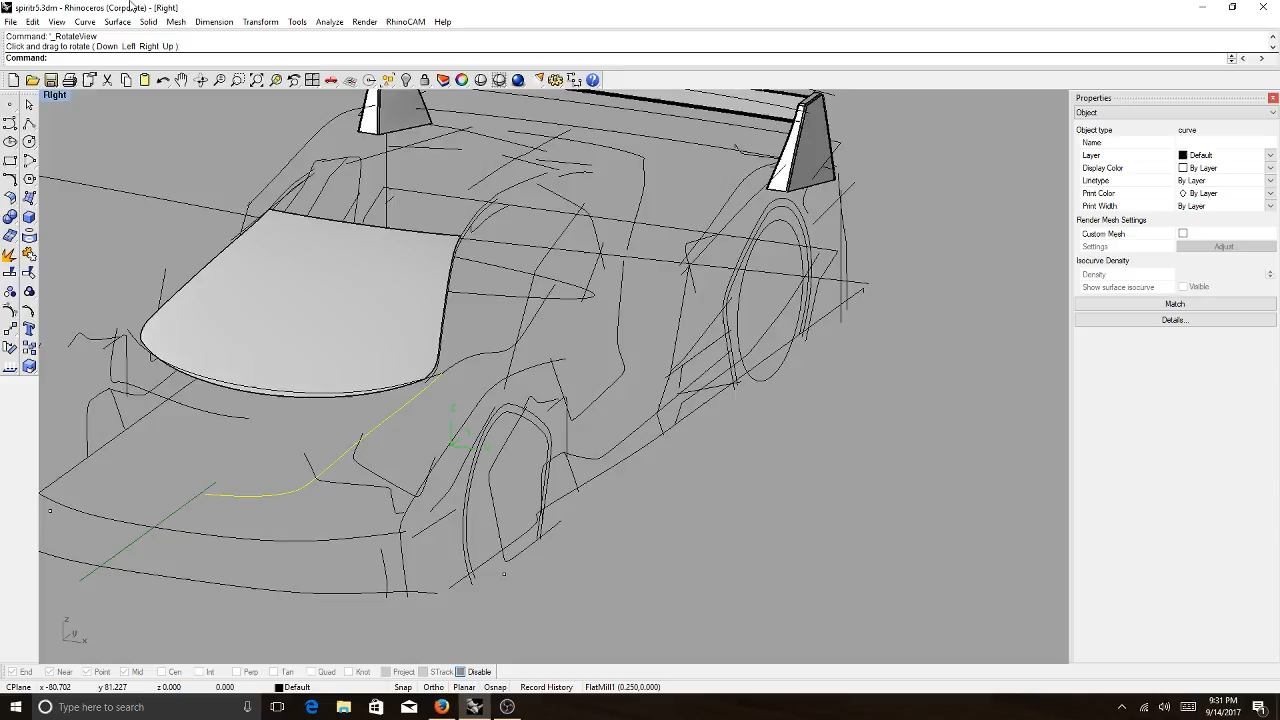 spiritr5.3dm - Rhinoceros (Corporate) - [Right]
File Edit View Curve Surface Solid Mesh Dimension Transform Tools Analyze Render RhinoCAM Help
Command: '_RotateView
Click and drag to rotate ( Down Left Right Up )
Command:
Right
Properties
Object
Object type curve
Name
Layer Default
Display Color By Layer
Linetype By Layer
Print Color By Layer
Print Width By Layer
Render Mesh Settings
Custom Mesh
Settings Adjust
Isocurve Density
Density
Show surface isocurve Visible
Match
Details...
z
y
x
End Near Point Mid Cen Int Perp Tan Quad Knot Project STrack Disable
CPlane x -80.702 y 81.227 z 0.000 0.000 Default Snap Ortho Planar Osnap Record History FlatMill1 (0.250,0.000)
Type here to search
9:31 PM
9/14/2017